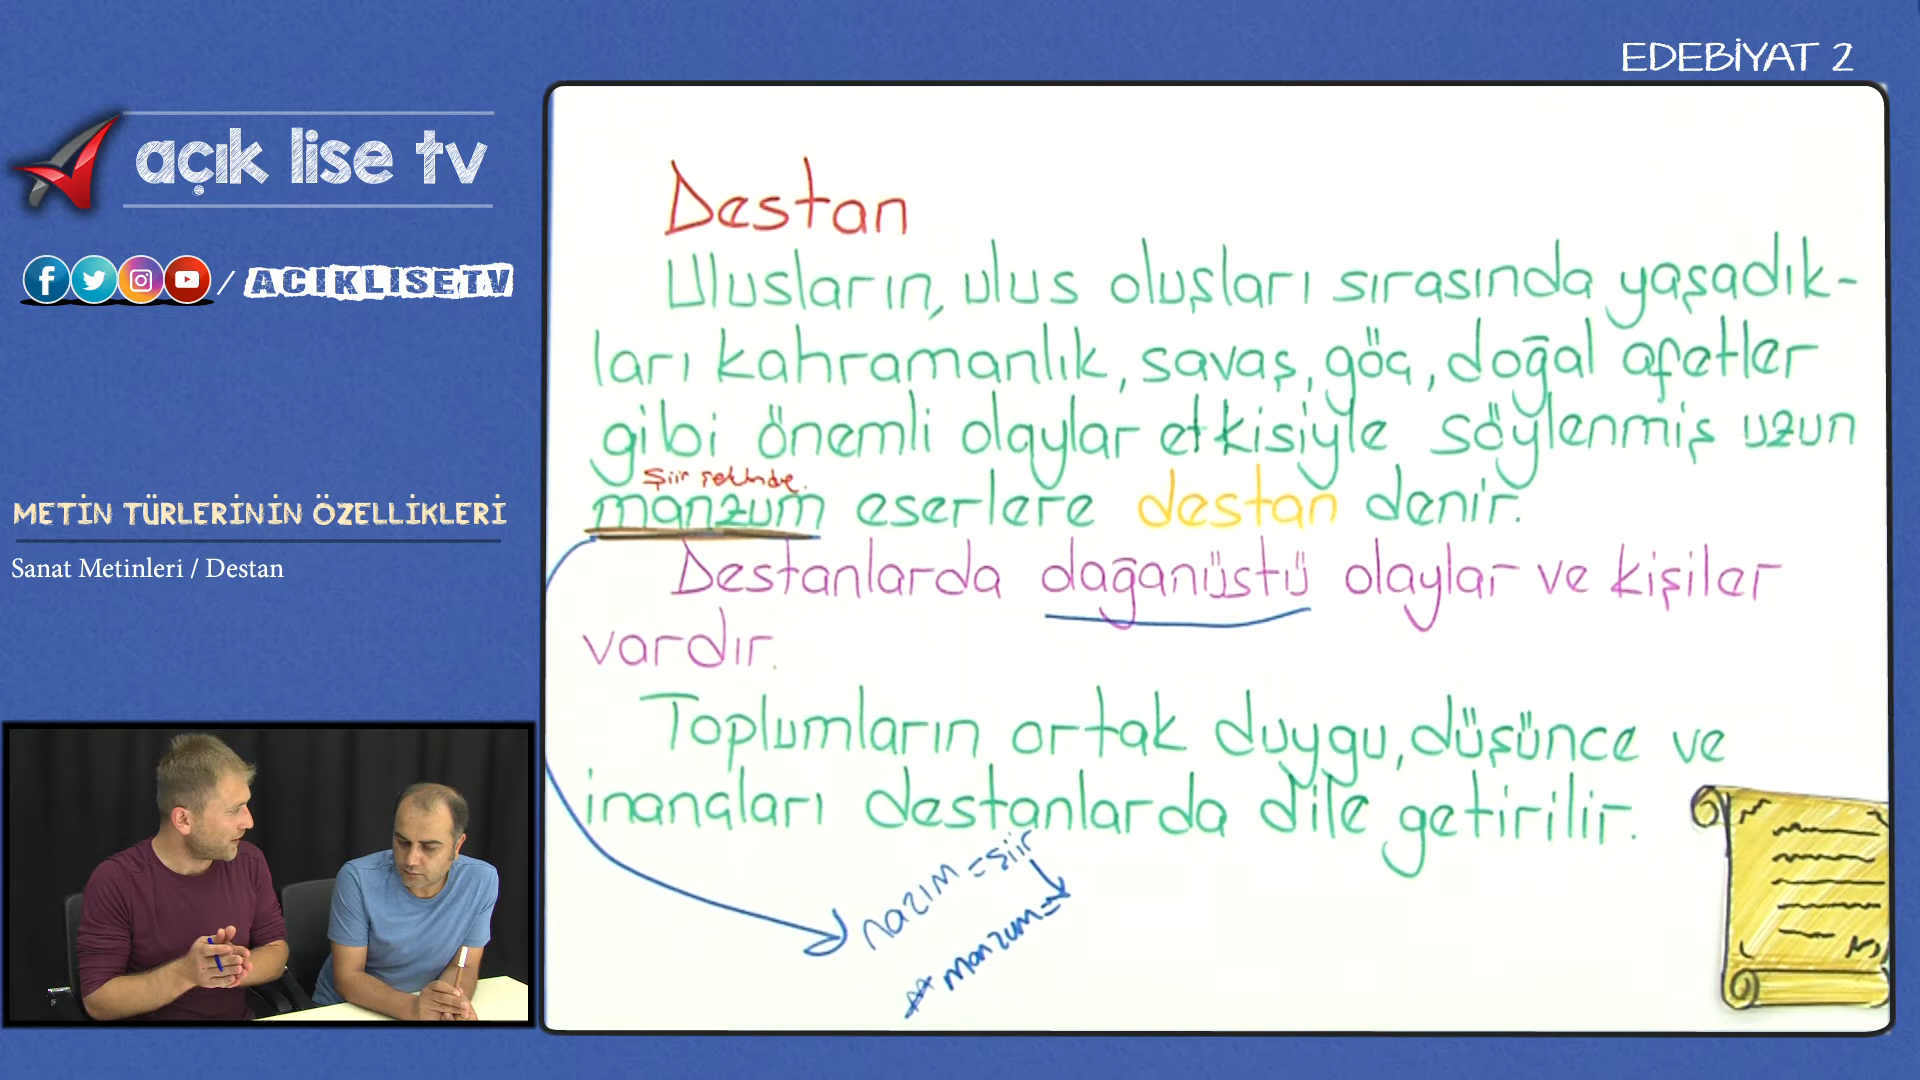 EDEBİYAT 2
açık lise tv
/ ACIKLISETV
METİN TÜRLERİNİN ÖZELLİKLERİ
Sanat Metinleri / Destan
Destan
Ulusların, ulus oluşları sırasında yaşadık-
ları kahramanlık, savaş, göç, doğal afetler
gibi önemli olaylar etkisiyle söylenmiş uzun
Şiir şeklinde.
manzum eserlere destan denir.
Destanlarda doğanüstü olaylar ve kişiler
vardır.
Toplumların ortak duygu, düşünce ve
inançları destanlarda dile getirilir.
nazım = şiir
manzum =